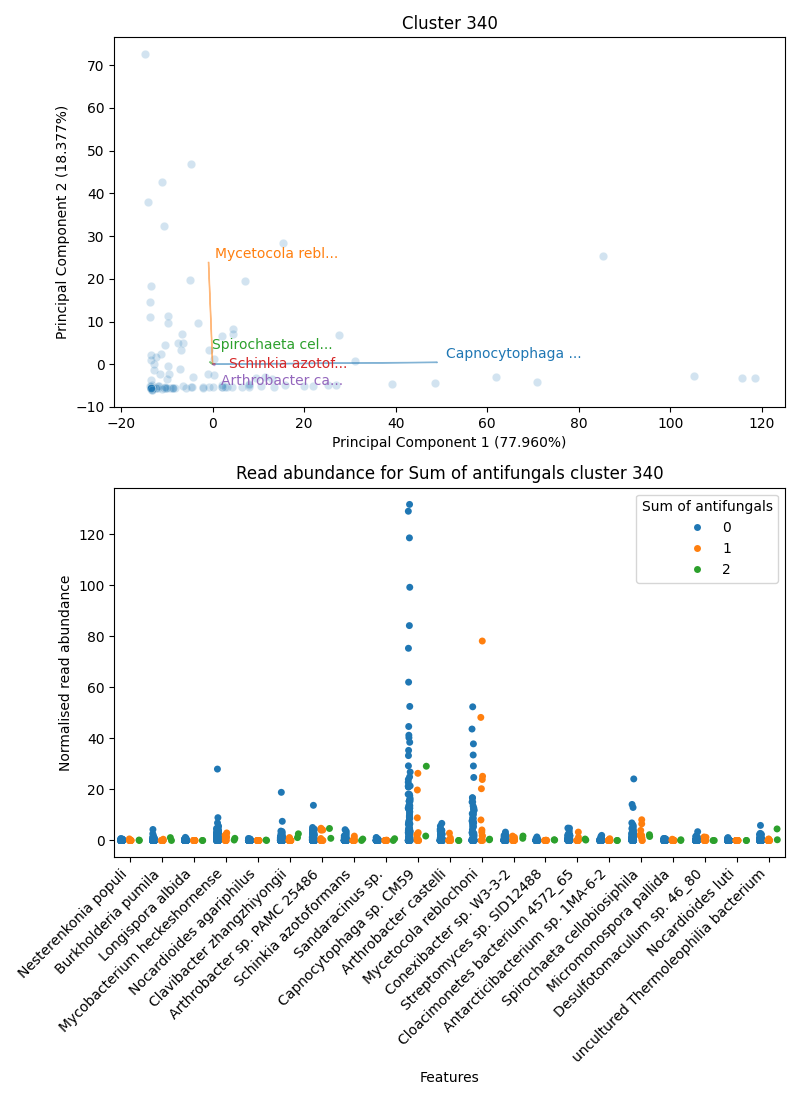 Cluster 340
Principal Component 2 (18.377%)
70
60
50
40
30
20
10
0
−10
Mycetocola rebl...
Spirochaeta cel...
Capnocytophaga ...
Schinkia azotof...
Arthrobacter ca...
−20
0
20
40
60
80
100
120
Principal Component 1 (77.960%)
Read abundance for Sum of antifungals cluster 340
Normalised read abundance
120
100
80
60
40
20
0
Sum of antifungals
0
1
2
Nesterenkonia populi
Burkholderia pumila
Longispora albida
Mycobacterium heckeshornense
Nocardioides agariphilus
Clavibacter zhangzhiyongii
Arthrobacter sp. PAMC 25486
Schinkia azotoformans
Sandaracinus sp.
Capnocytophaga sp. CM59
Arthrobacter castelli
Mycetocola reblochoni
Conexibacter sp. W3-3-2
Streptomyces sp. SID12488
Cloacimonetes bacterium 4572_65
Antarcticibacterium sp. 1MA-6-2
Spirochaeta cellobiosiphila
Micromonospora pallida
Desulfotomaculum sp. 46_80
Nocardioides luti
uncultured Thermoleophilia bacterium
Features